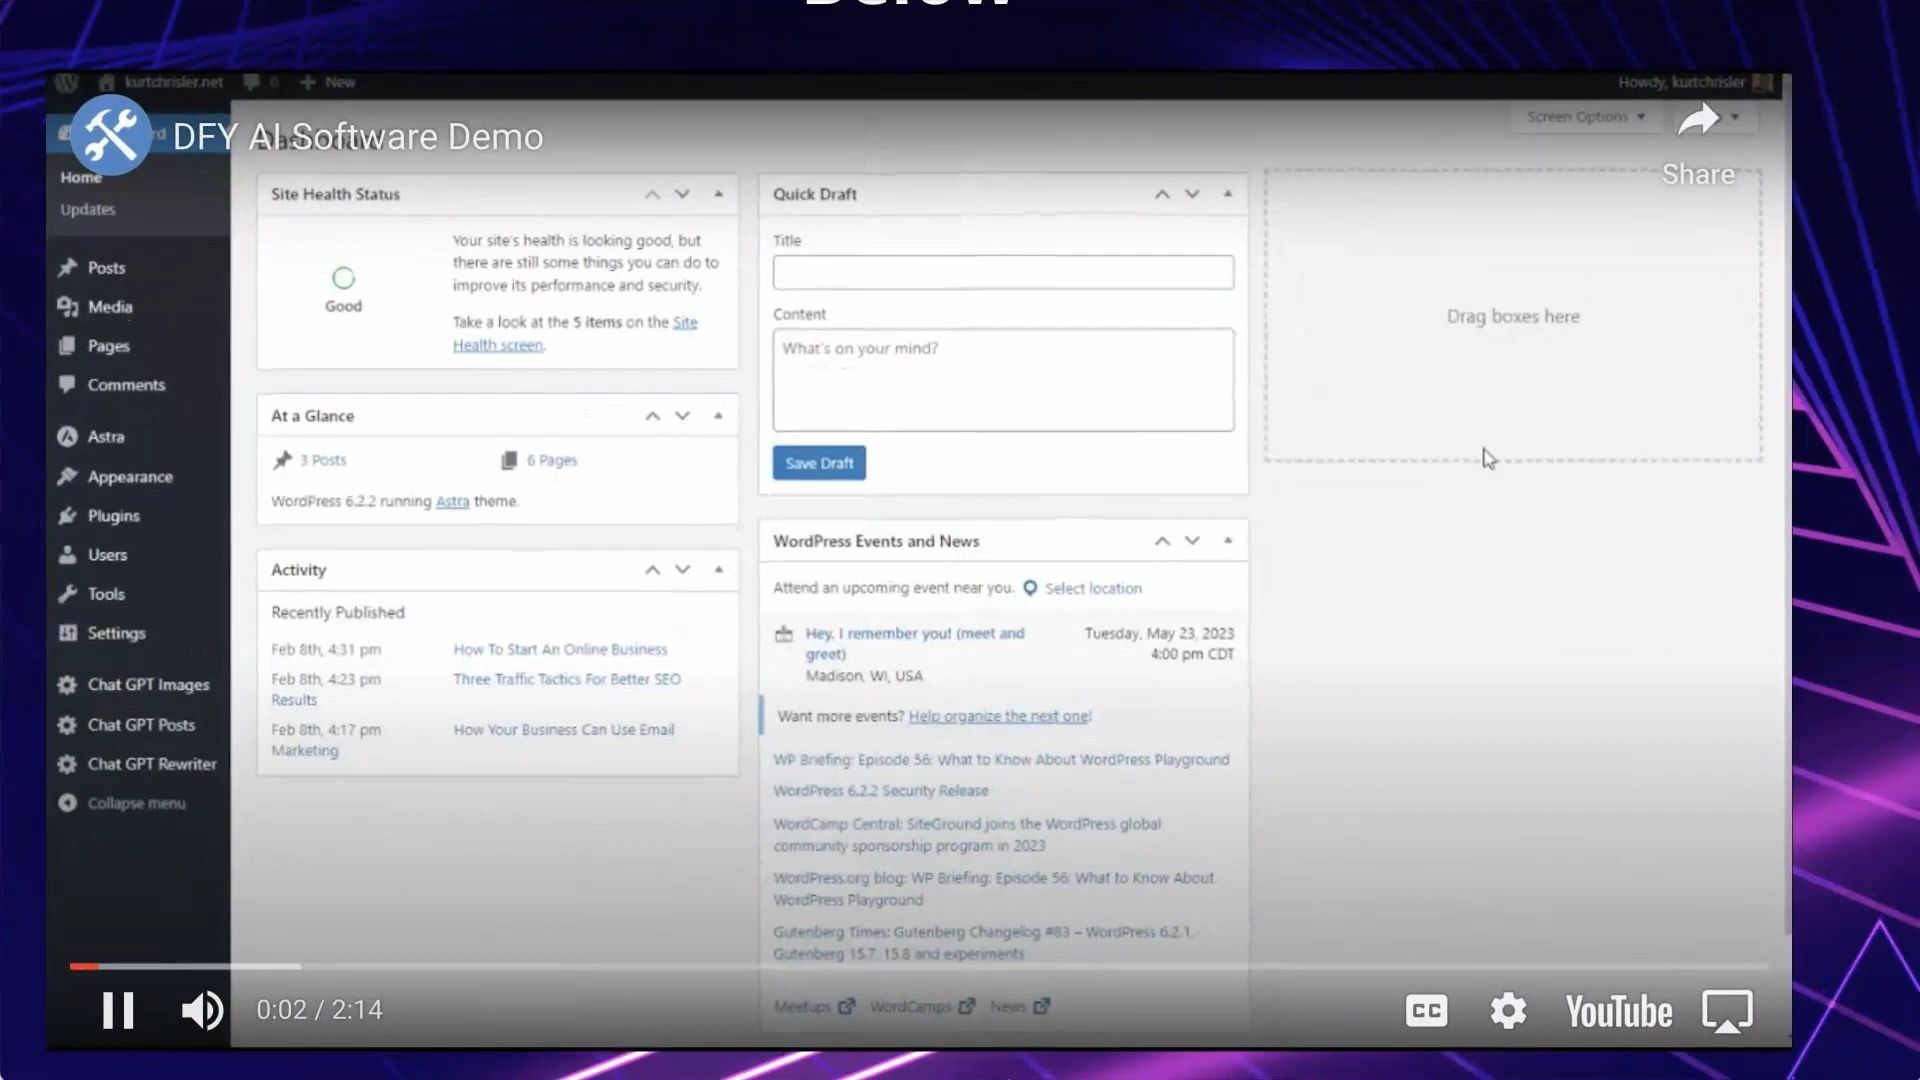 Below
kurtchrisler.net
0
New
Howdy, kurtchrisler
DFY AI Software Demo
Dashboard
Screen Options
Share
Home
Updates
Posts
Media
Pages
Comments
Astra
Appearance
Plugins
Users
Tools
Settings
Chat GPT Images
Chat GPT Posts
Chat GPT Rewriter
Collapse menu
Site Health Status
Good
Your site's health is looking good, but
there are still some things you can do to
improve its performance and security.
Take a look at the 5 items on the Site
Health screen.
At a Glance
3 Posts
6 Pages
WordPress 6.2.2 running Astra theme.
Activity
Recently Published
Feb 8th, 4:31 pm How To Start An Online Business
Feb 8th, 4:23 pm Three Traffic Tactics For Better SEO
Results
Feb 8th, 4:17 pm How Your Business Can Use Email
Marketing
Quick Draft
Title
Content
What's on your mind?
Save Draft
WordPress Events and News
Attend an upcoming event near you. Select location
Hey, I remember you! (meet and
greet)
Madison, WI, USA
Tuesday, May 23, 2023
4:00 pm CDT
Want more events? Help organize the next one!
WP Briefing: Episode 56: What to Know About WordPress Playground
WordPress 6.2.2 Security Release
WordCamp Central: SiteGround joins the WordPress global
community sponsorship program in 2023
WordPress.org blog: WP Briefing: Episode 56: What to Know About
WordPress Playground
Gutenberg Times: Gutenberg Changelog #83 – WordPress 6.2.1,
Gutenberg 15.7, 15.8 and experiments
Meetups WordCamps News
Drag boxes here
0:02 / 2:14
CC
YouTube